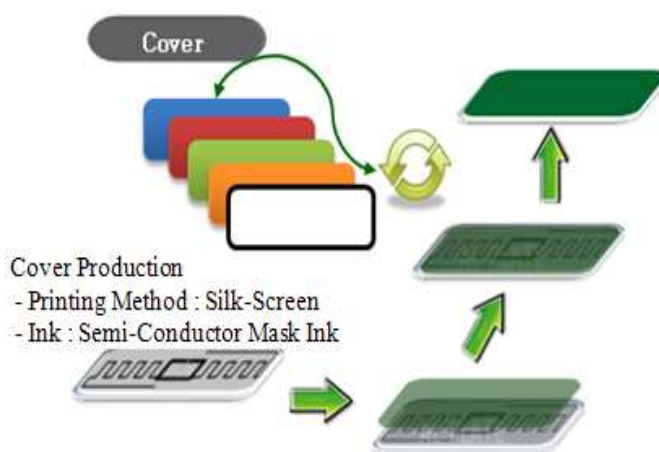 Cover
Cover Production
- Printing Method : Silk-Screen
- Ink : Semi-Conductor Mask Ink